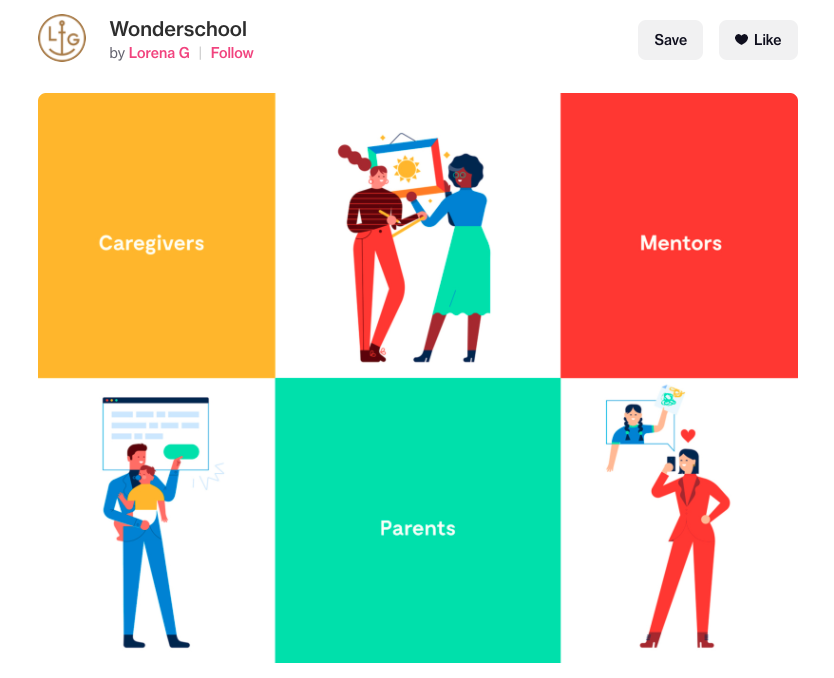 Wonderschool
by Lorena G | Follow
Save
Like
LG
Caregivers
Mentors
Parents